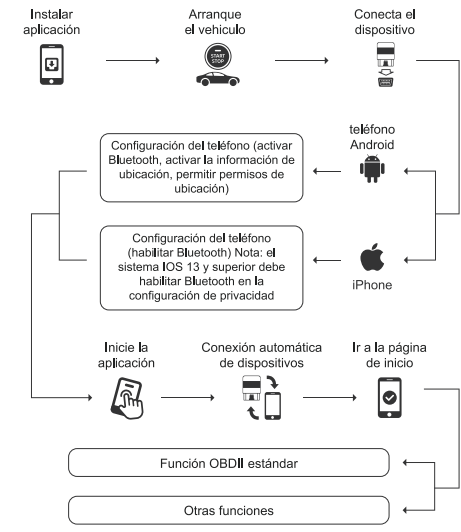 Instalar
aplicación
Arranque
el vehiculo
Conecta el
dispositivo
START
STOP
teléfono
Android
Configuración del teléfono (activar
Bluetooth, activar la información de
ubicación, permitir permisos de
ubicación)
Configuración del teléfono
(habilitar Bluetooth) Nota: el
sistema IOS 13 y superior debe
habilitar Bluetooth en la
configuración de privacidad
iPhone
Inicie la
aplicación
Conexión automática
de dispositivos
Ir a la página
de inicio
Función OBDII estándar
Otras funciones